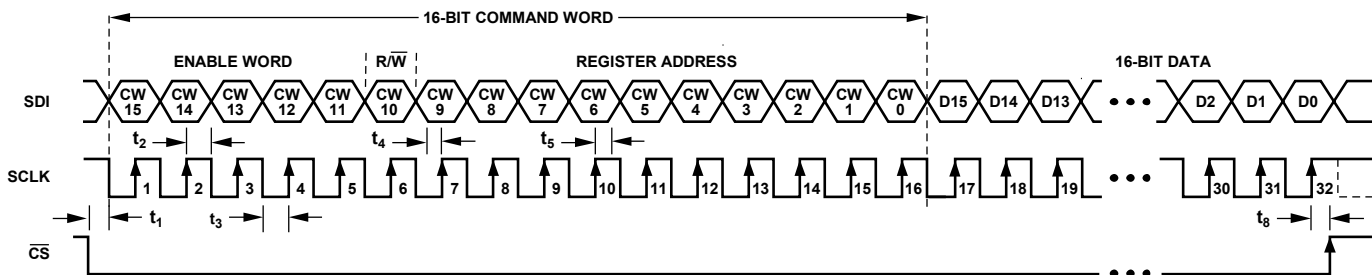 16-BIT COMMAND WORD
ENABLE WORD R/W̅ REGISTER ADDRESS 16-BIT DATA
SDI CW 15 CW 14 CW 13 CW 12 CW 11 CW 10 CW 9 CW 8 CW 7 CW 6 CW 5 CW 4 CW 3 CW 2 CW 1 CW 0 D15 D14 D13 D2 D1 D0
t2 t4 t5
SCLK 1 2 3 4 5 6 7 8 9 10 11 12 13 14 15 16 17 18 19 30 31 32
t1 t3 t8
C̅S̅